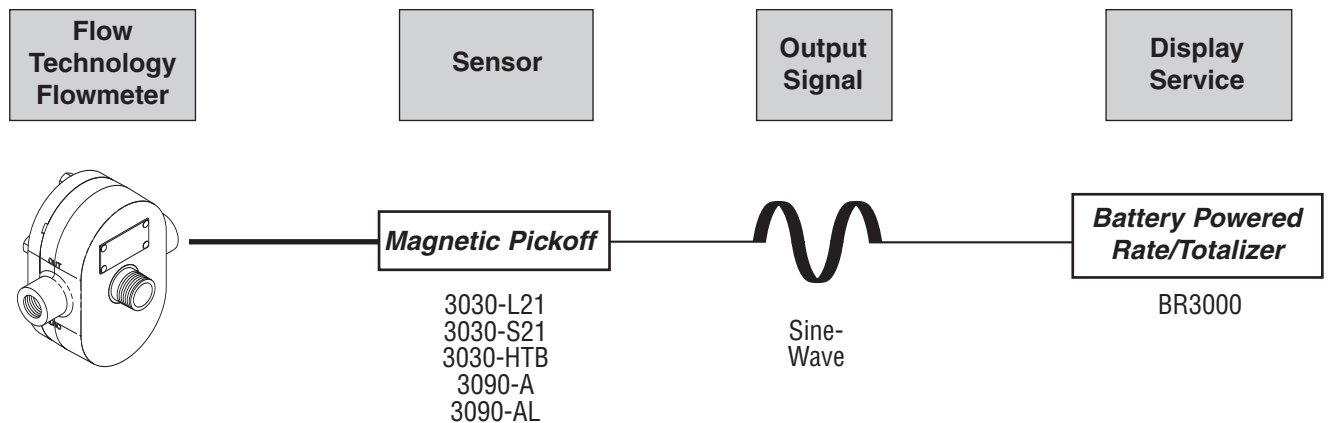 Flow
Technology
Flowmeter
Sensor
Output
Signal
Display
Service
Magnetic Pickoff
3030-L21
3030-S21
3030-HTB
3090-A
3090-AL
Sine-
Wave
Battery Powered
Rate/Totalizer
BR3000